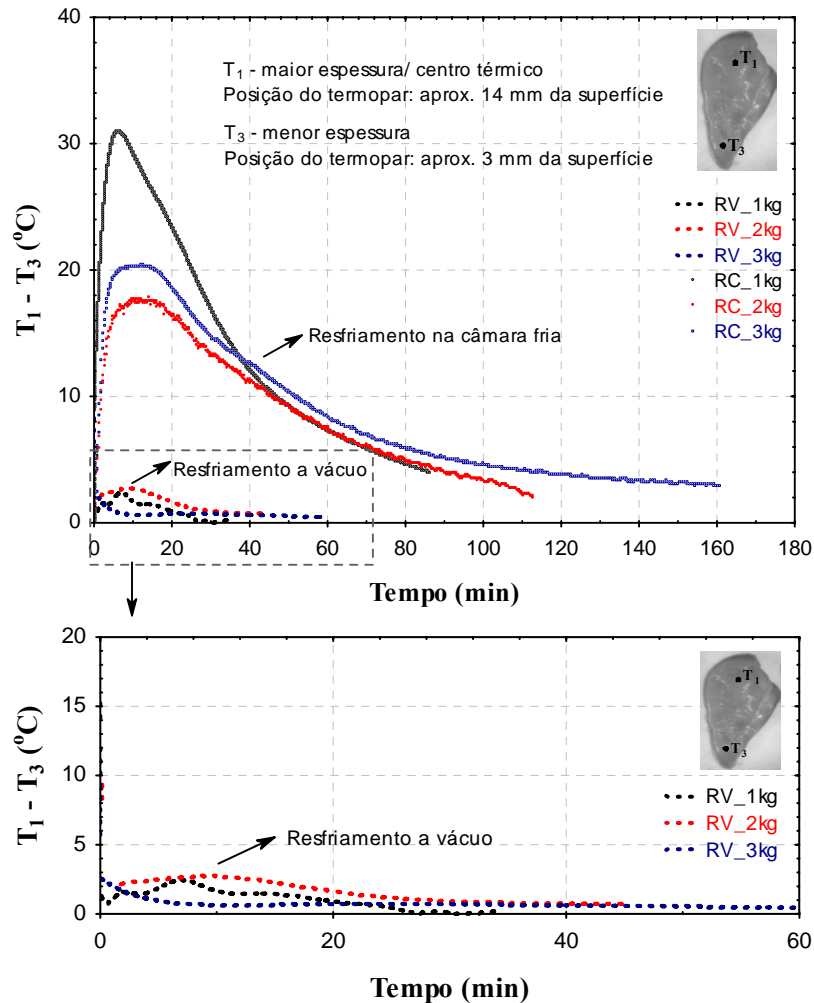 40
T1 - maior espessura/ centro térmico
Posição do termopar: aprox. 14 mm da superfície
T3 - menor espessura
Posição do termopar: aprox. 3 mm da superfície
T1
T3
30
RV_1kg
RV_2kg
RV_3kg
RC_1kg
RC_2kg
RC_3kg
20
T1 - T3 (ºC)
Resfriamento na câmara fria
10
Resfriamento a vácuo
0
0 20 40 60 80 100 120 140 160 180
Tempo (min)
20
T1
T3
15
T1 - T3 (ºC)
10
RV_1kg
RV_2kg
RV_3kg
5
Resfriamento a vácuo
0
0 20 40 60
Tempo (min)